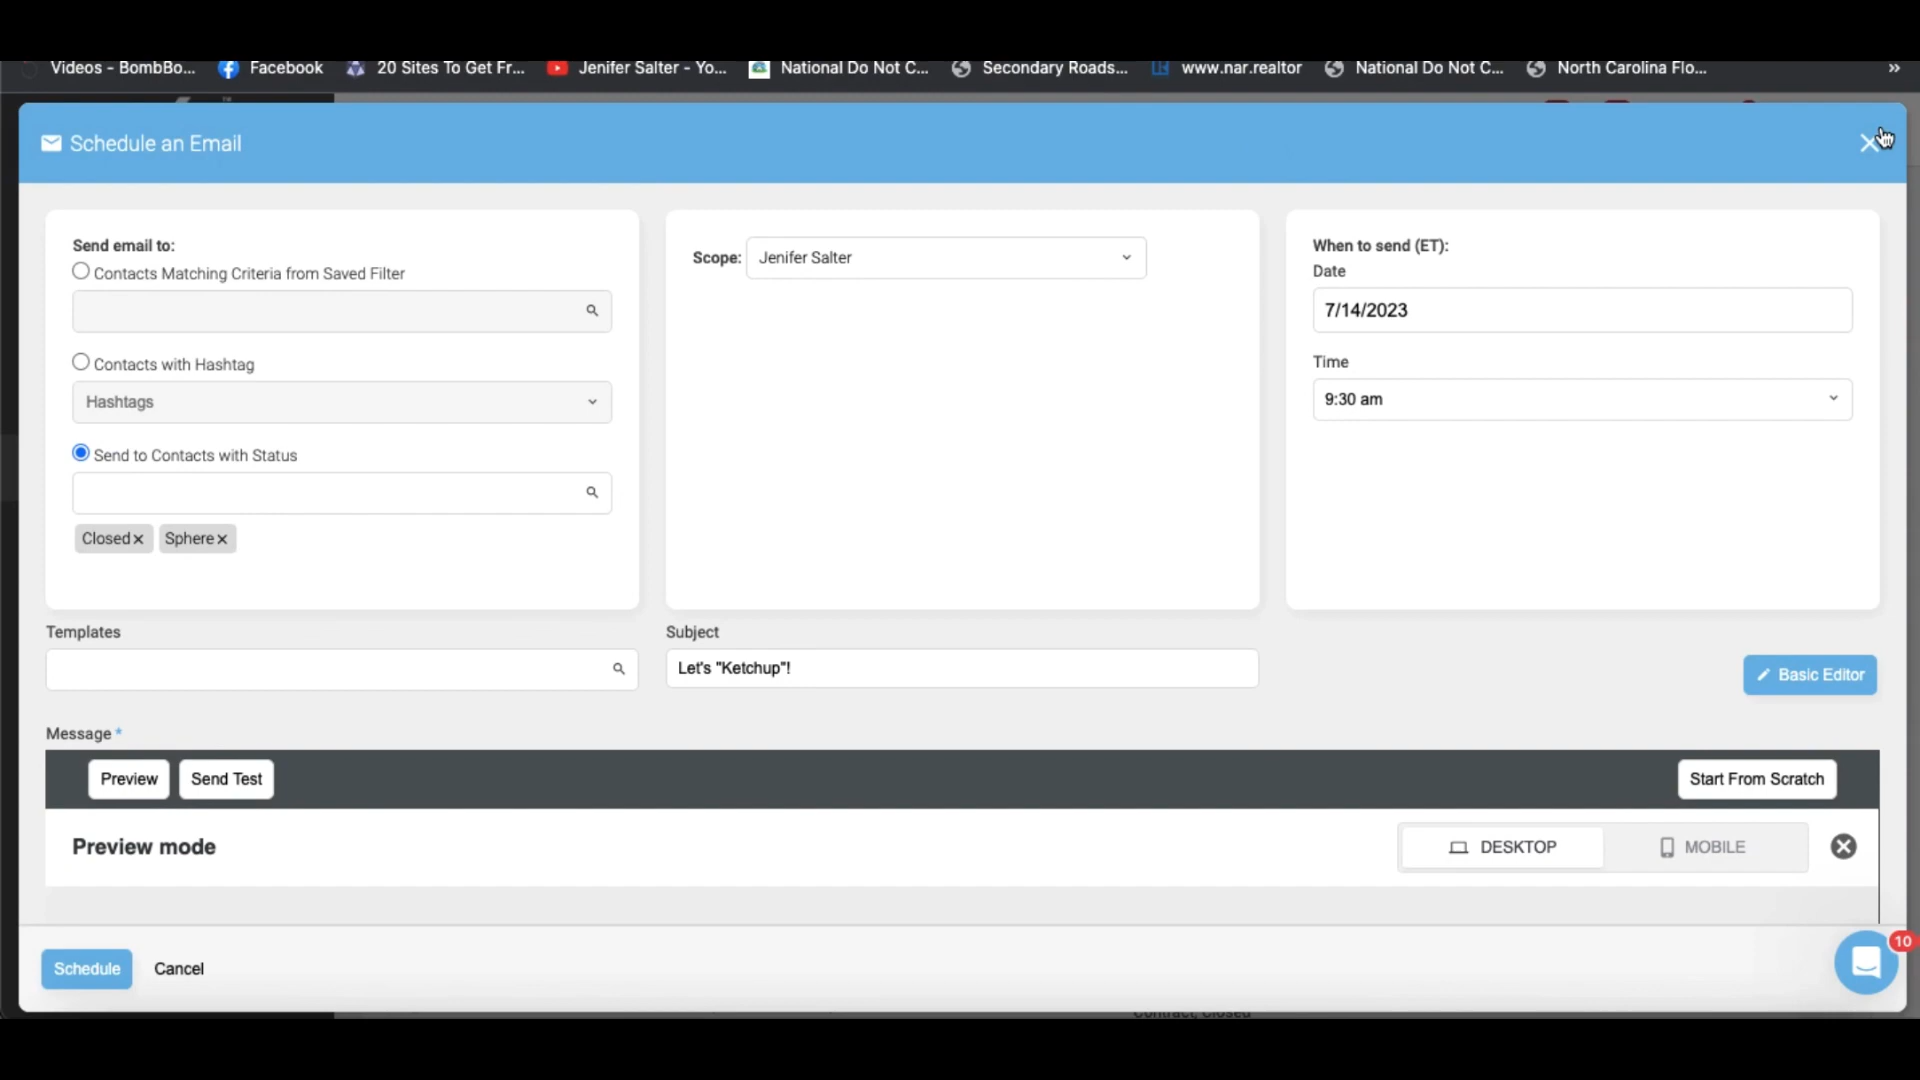 Videos - BombBo... Facebook 20 Sites To Get Fr... Jenifer Salter - Yo... National Do Not C... Secondary Roads... www.nar.realtor National Do Not C... North Carolina Flo... »
Schedule an Email
Send email to:
Contacts Matching Criteria from Saved Filter
Contacts with Hashtag
Hashtags
Send to Contacts with Status
Closed Sphere
Scope: Jenifer Salter
When to send (ET):
Date
7/14/2023
Time
9:30 am
Templates
Subject
Let's "Ketchup"!
Basic Editor
Message *
Preview Send Test Start From Scratch
Preview mode DESKTOP MOBILE
Schedule Cancel
10
Contract, Closed